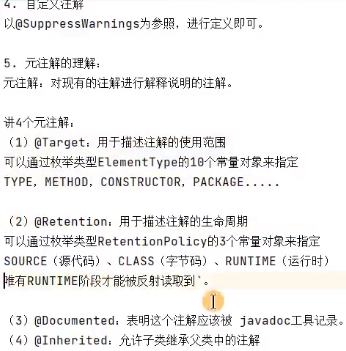 4. 自定义注解
以@SuppressWarnings为参照，进行定义即可。
5. 元注解的理解：
元注解：对现有的注解进行解释说明的注解。
讲4个元注解：
（1）@Target：用于描述注解的使用范围
可以通过枚举类型ElementType的10个常量对象来指定
TYPE，METHOD，CONSTRUCTOR，PACKAGE.....
（2）@Retention：用于描述注解的生命周期
可以通过枚举类型RetentionPolicy的3个常量对象来指定
SOURCE（源代码）、CLASS（字节码）、RUNTIME（运行时）
唯有RUNTIME阶段才能被反射读取到`。
（3）@Documented：表明这个注解应该被 javadoc工具记录。
（4）@Inherited：允许子类继承父类中的注解